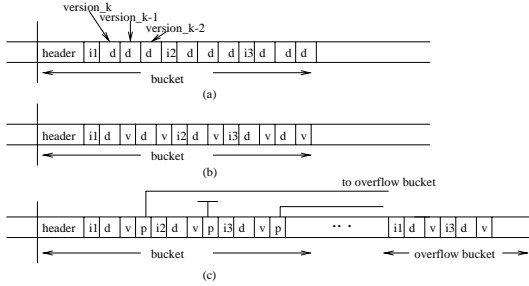 version_k
version_k-1
version_k-2
header i1 d d d i2 d d d i3 d d d
bucket
(a)
header i1 d v d v i2 d v i3 d v d v
bucket
(b)
to overflow bucket
header i1 d v p i2 d v p i3 d v p ... i1 d v i3 d v
bucket overflow bucket
(c)